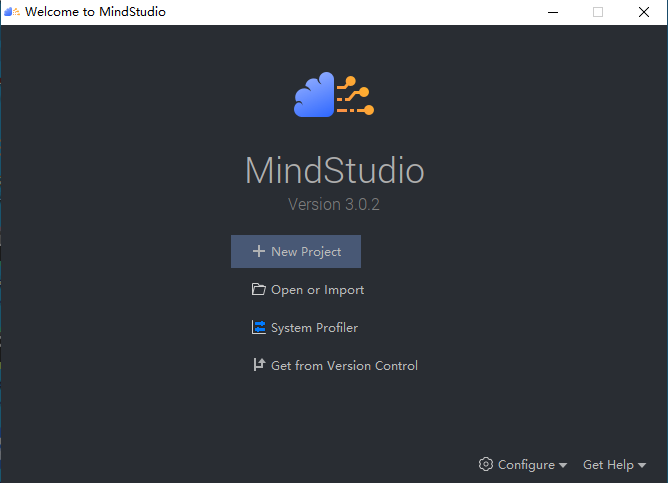 Welcome to MindStudio
MindStudio
Version 3.0.2
New Project
Open or Import
System Profiler
Get from Version Control
Configure
Get Help